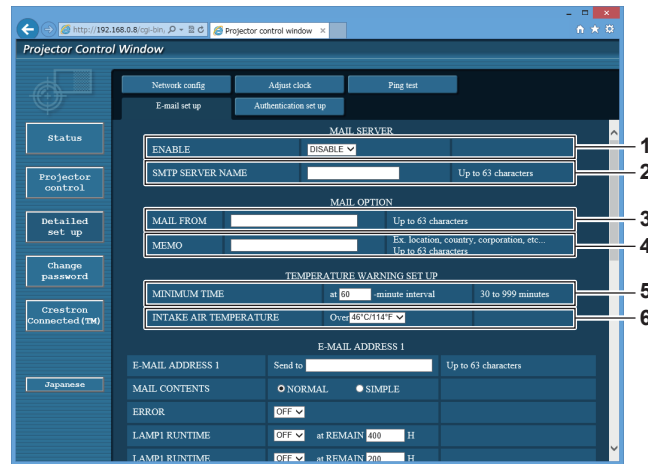 http://192.168.0.8/cgi-bin,
Projector control window
Projector Control Window
Network config
Adjust clock
Ping test
E-mail set up
Authentication set up
Status
Projector control
Detailed set up
Change password
Crestron Connected(TM)
Japanese
MAIL SERVER
ENABLE DISABLE 1
SMTP SERVER NAME Up to 63 characters 2
MAIL OPTION
MAIL FROM Up to 63 characters 3
MEMO Ex. location, country, corporation, etc... 4
Up to 63 characters
TEMPERATURE WARNING SET UP
MINIMUM TIME at 60 -minute interval 30 to 999 minutes 5
INTAKE AIR TEMPERATURE Over 46°C/114°F 6
E-MAIL ADDRESS 1
E-MAIL ADDRESS 1 Send to Up to 63 characters
MAIL CONTENTS NORMAL SIMPLE
ERROR OFF
LAMP1 RUNTIME OFF at REMAIN 400 H
LAMP1 RUNTIME OFF at REMAIN 200 H